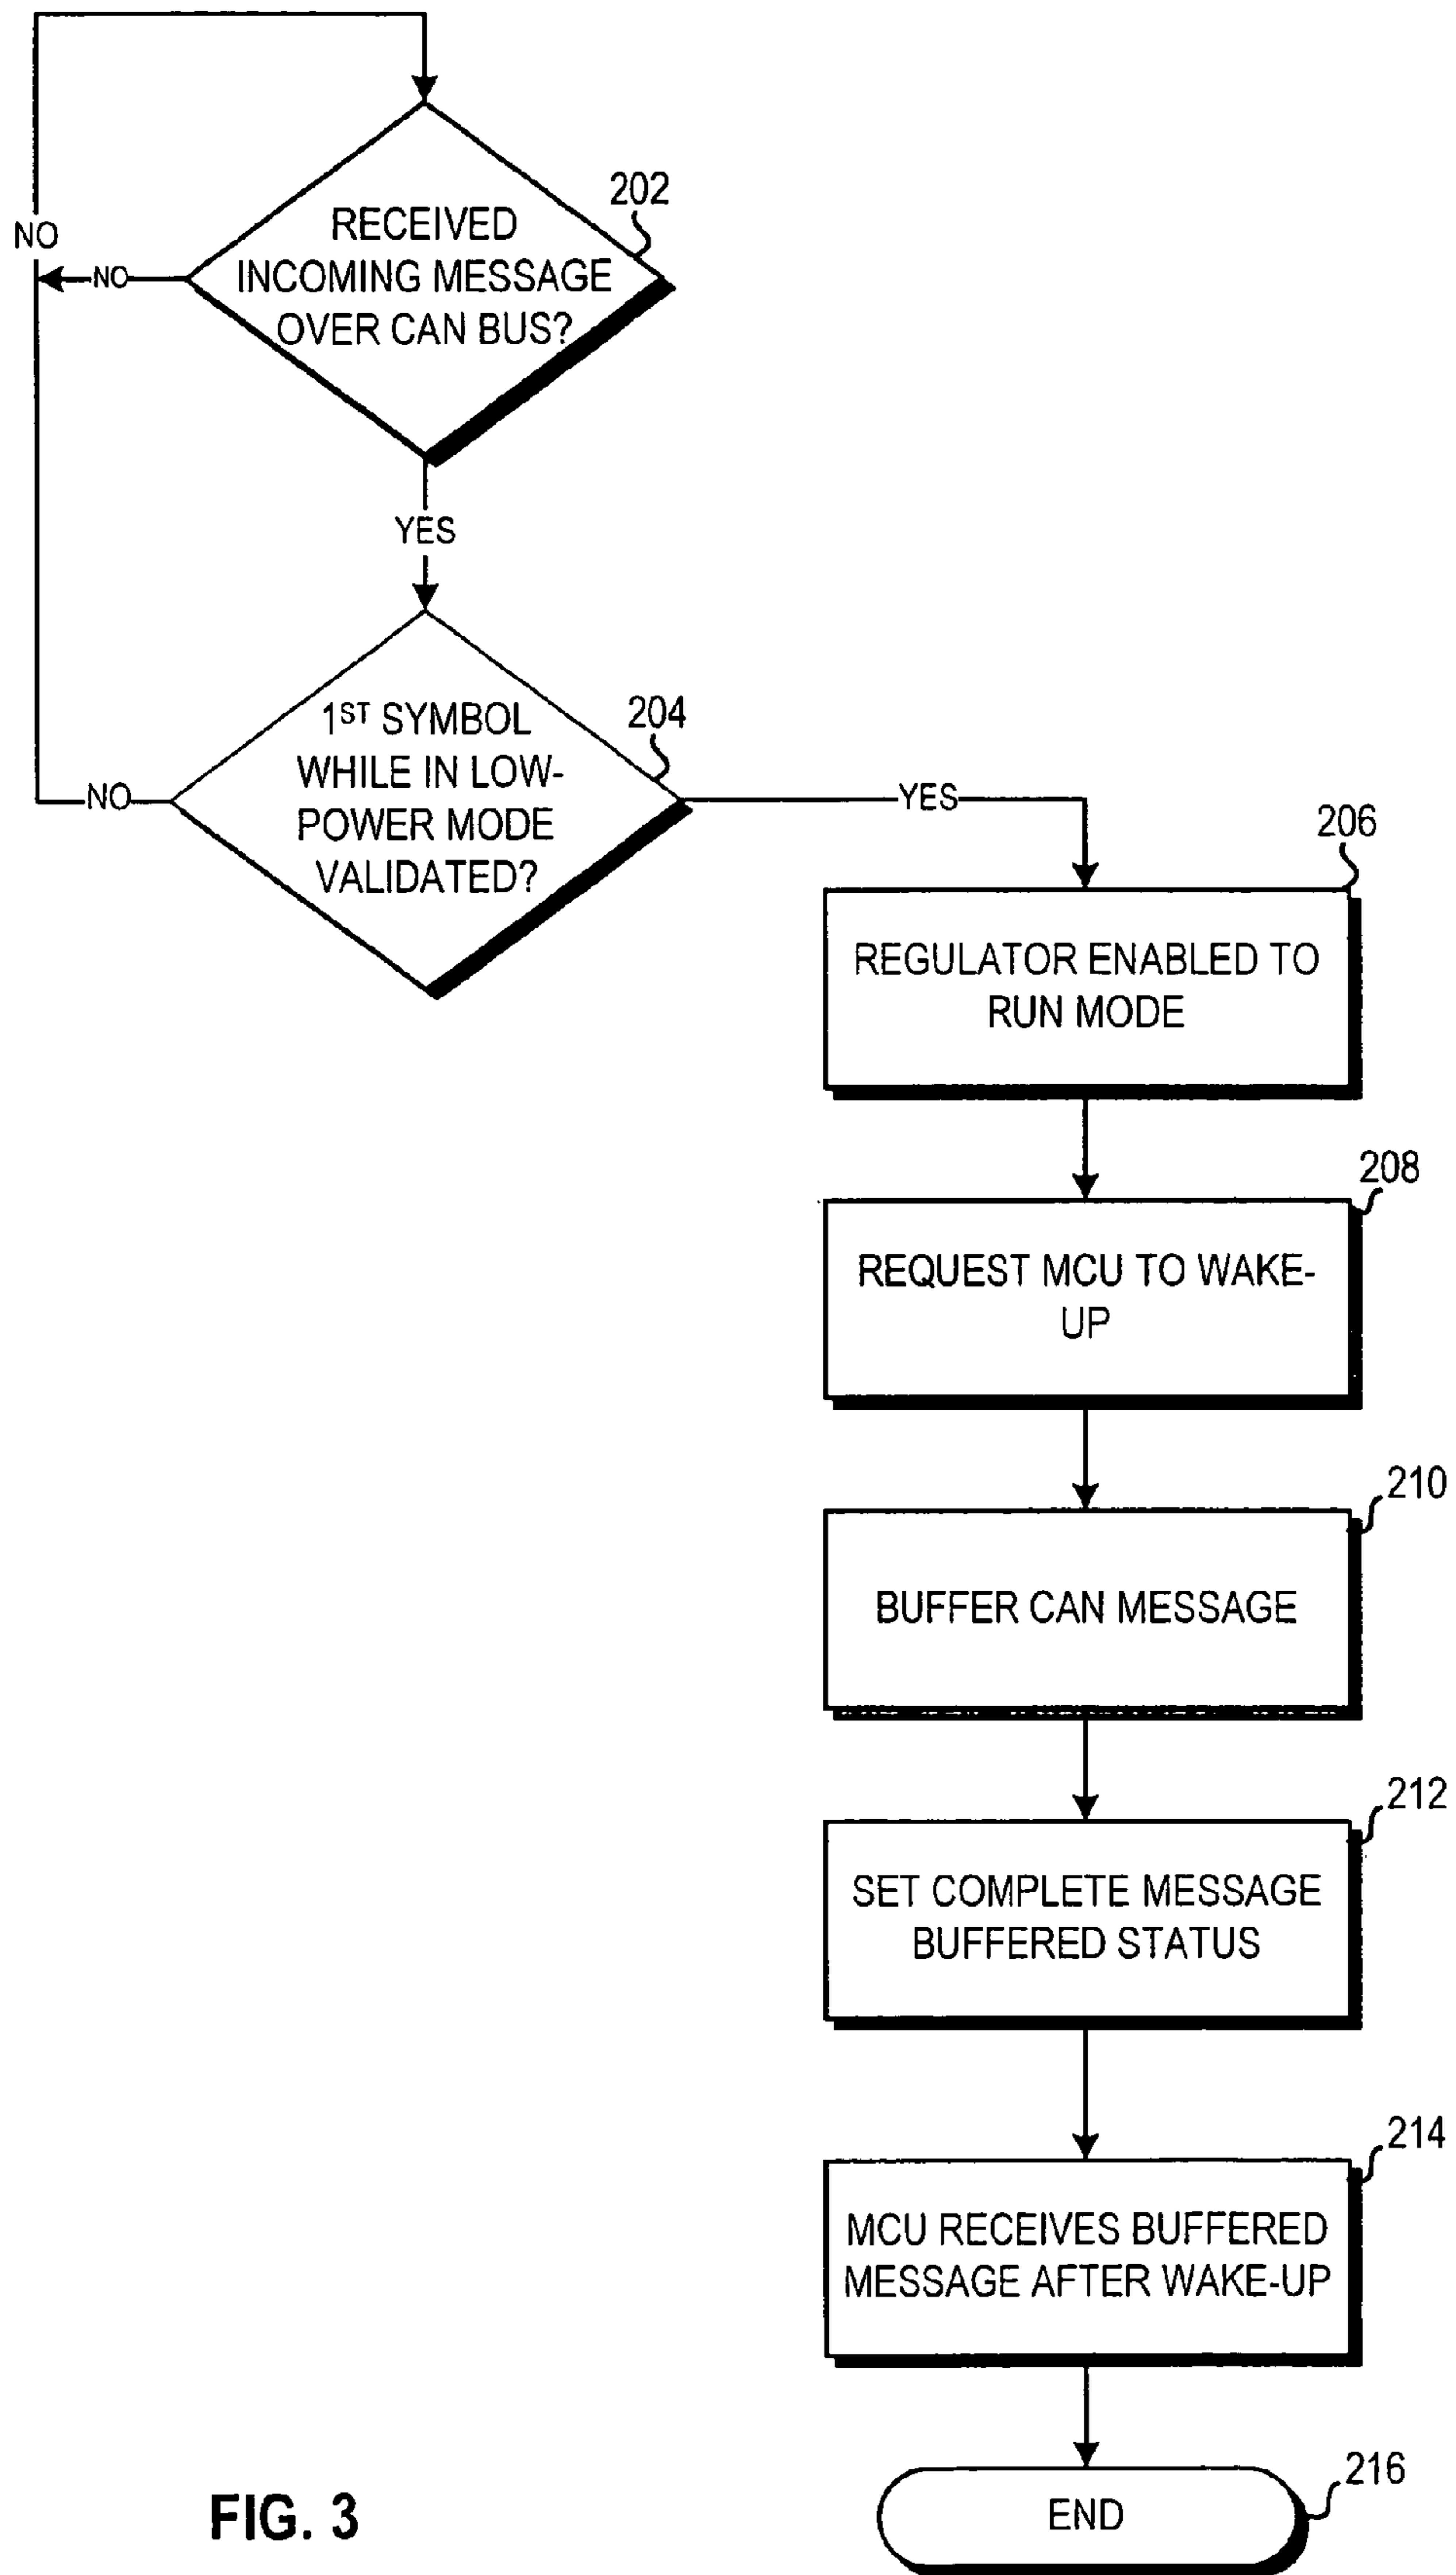 202
RECEIVED
INCOMING MESSAGE
OVER CAN BUS?
NO
NO
YES
204
1ST SYMBOL
WHILE IN LOW-
POWER MODE
VALIDATED?
NO
YES
206
REGULATOR ENABLED TO
RUN MODE
208
REQUEST MCU TO WAKE-
UP
210
BUFFER CAN MESSAGE
212
SET COMPLETE MESSAGE
BUFFERED STATUS
214
MCU RECEIVES BUFFERED
MESSAGE AFTER WAKE-UP
216
END
FIG. 3